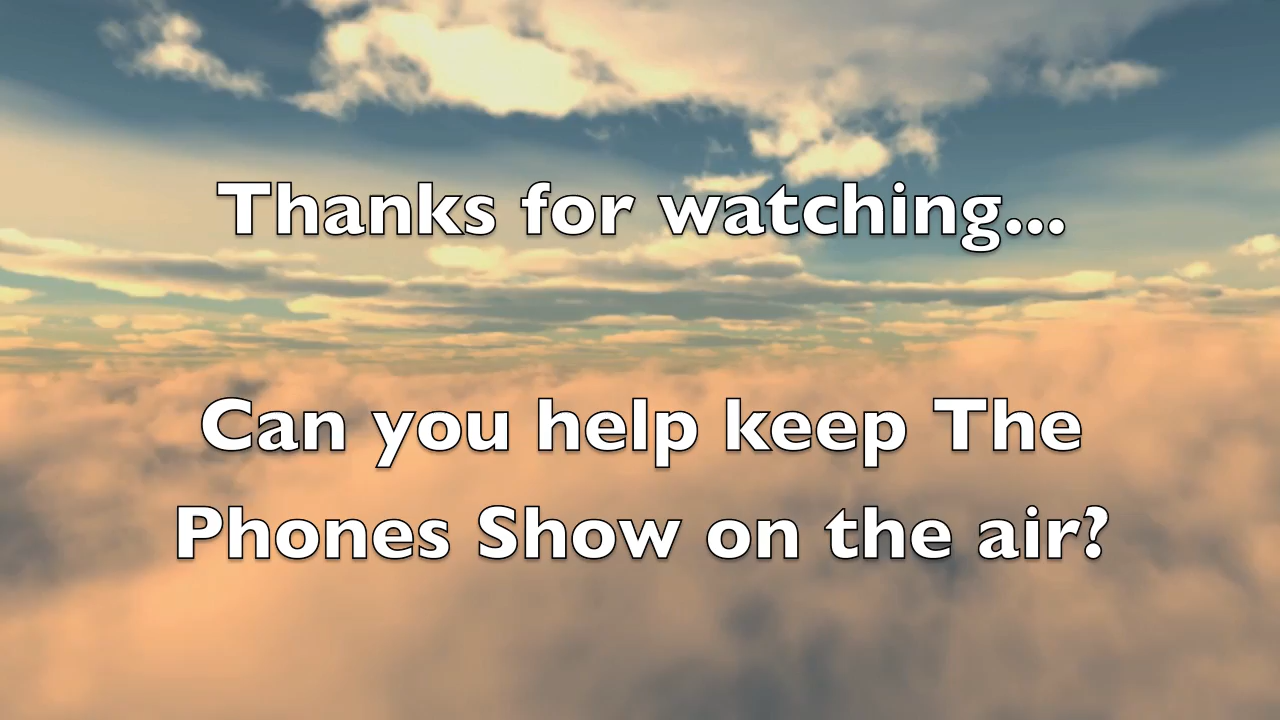 Thanks for watching...
Can you help keep The
Phones Show on the air?